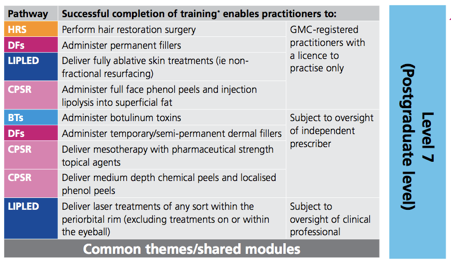 Pathway Successful completion of training* enables practitioners to:
HRS Perform hair restoration surgery GMC-registered
DFs Administer permanent fillers practitioners with
LIPLED Deliver fully ablative skin treatments (ie non- a licence to
fractional resurfacing) practise only
CPSR Administer full face phenol peels and injection
lipolysis into superficial fat
BTs Administer botulinum toxins Subject to oversight
DFs Administer temporary/semi-permanent dermal fillers of independent
CPSR Deliver mesotherapy with pharmaceutical strength prescriber
topical agents
CPSR Deliver medium depth chemical peels and localised
phenol peels
LIPLED Deliver laser treatments of any sort within the Subject to
periorbital rim (excluding treatments on or within oversight of clinical
the eyeball) professional
Common themes/shared modules
Level 7
(Postgraduate level)